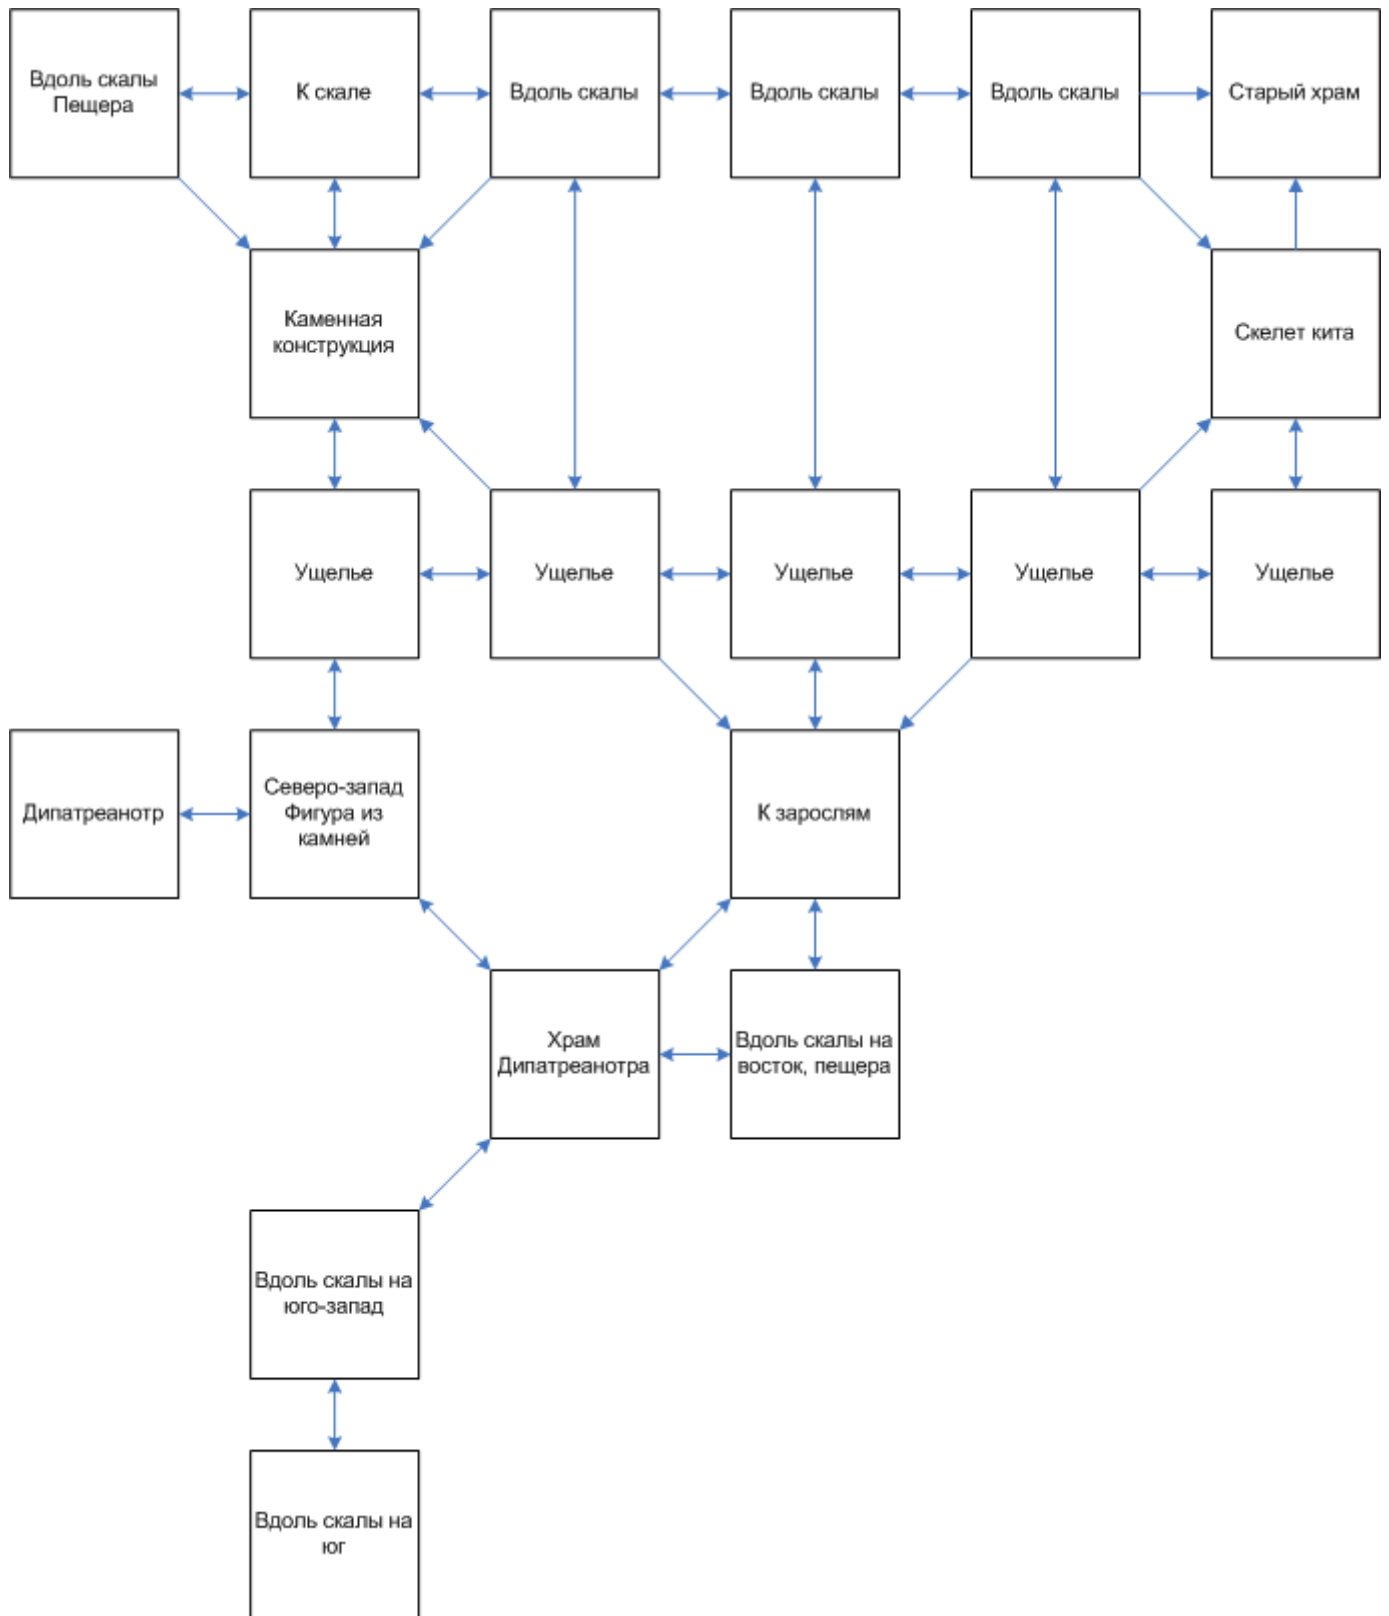 Вдоль скалы
Пещера
К скале
Вдоль скалы
Вдоль скалы
Вдоль скалы
Старый храм
Каменная
конструкция
Скелет кита
Ущелье
Ущелье
Ущелье
Ущелье
Ущелье
Дипатреанотр
Северо-запад
Фигура из
камней
К зарослям
Храм
Дипатреанотра
Вдоль скалы на
восток, пещера
Вдоль скалы на
юго-запад
Вдоль скалы на
юг